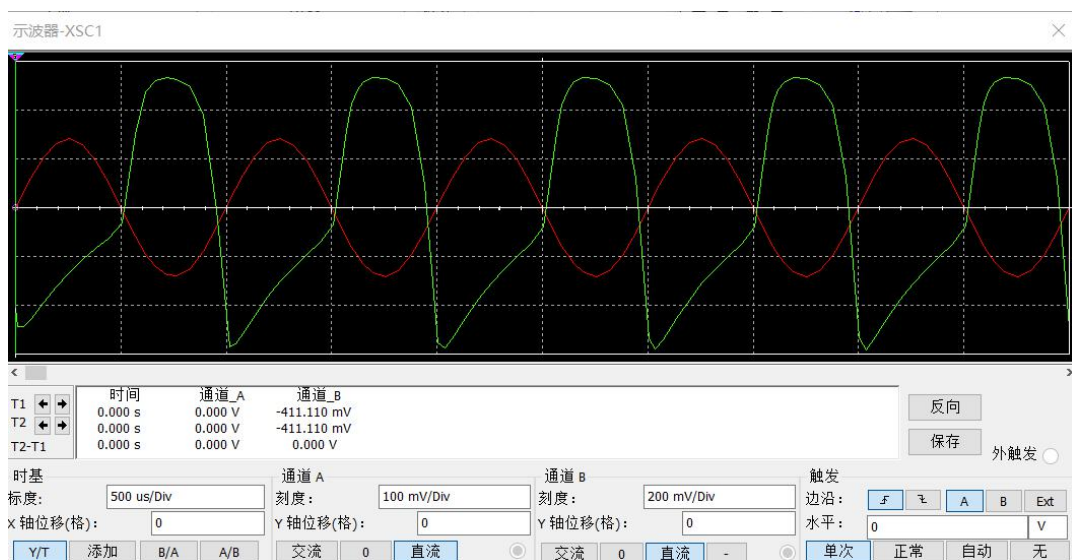 示波器-XSC1
时间 通道_A 通道_B
T1 0.000 s 0.000 V -411.110 mV
T2 0.000 s 0.000 V -411.110 mV
T2-T1 0.000 s 0.000 V 0.000 V
反向
保存
外触发
时基 通道 A 通道 B 触发
标度: 500 us/Div 刻度: 100 mV/Div 刻度: 200 mV/Div 边沿: A B Ext
X 轴位移(格): 0 Y 轴位移(格): 0 Y 轴位移(格): 0 水平: 0 V
Y/T 添加 B/A A/B 交流 0 直流 交流 0 直流 - 单次 正常 自动 无